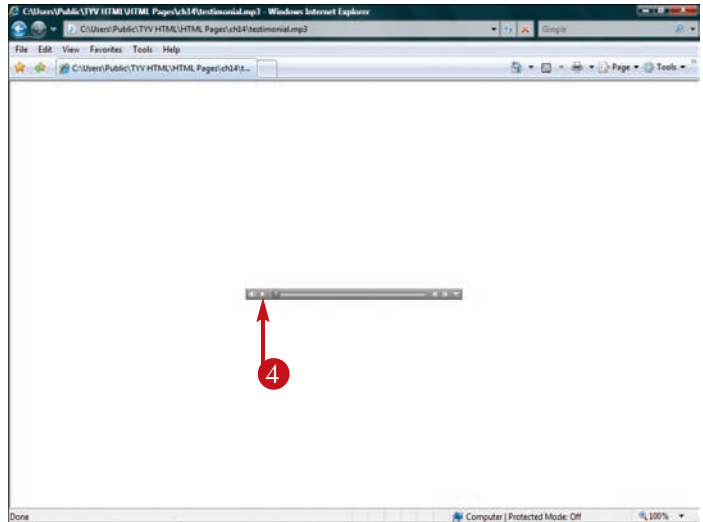 C:\Users\Public\TYV HTML\HTML Pages\ch14\testimonial.mp3 - Windows Internet Explorer
C:\Users\Public\TYV HTML\HTML Pages\ch14\testimonial.mp3 Google
File Edit View Favorites Tools Help
C:\Users\Public\TYV HTML\HTML Pages\ch14\t... Page Tools
4
Done Computer | Protected Mode: Off 100%